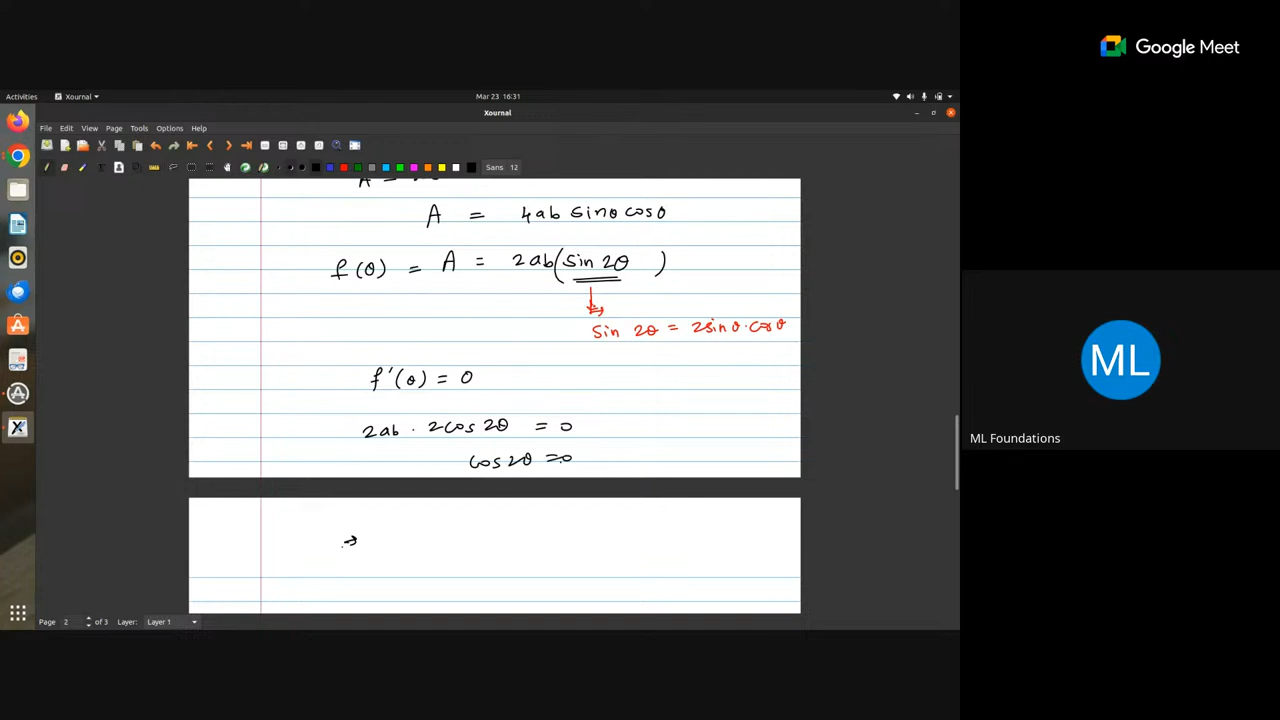 Google Meet
Activities Xournal Mar 23 16:31
Xournal
File Edit View Page Tools Options Help
Sans 12
A =
A = 4ab sinθ cosθ
f(θ) = A = 2ab(sin 2θ )
sin 2θ = 2sinθ·cosθ
f'(θ) = 0
2ab · 2cos 2θ = 0
cos 2θ = 0
→
ML
ML Foundations
Page 2 of 3 Layer: Layer 1